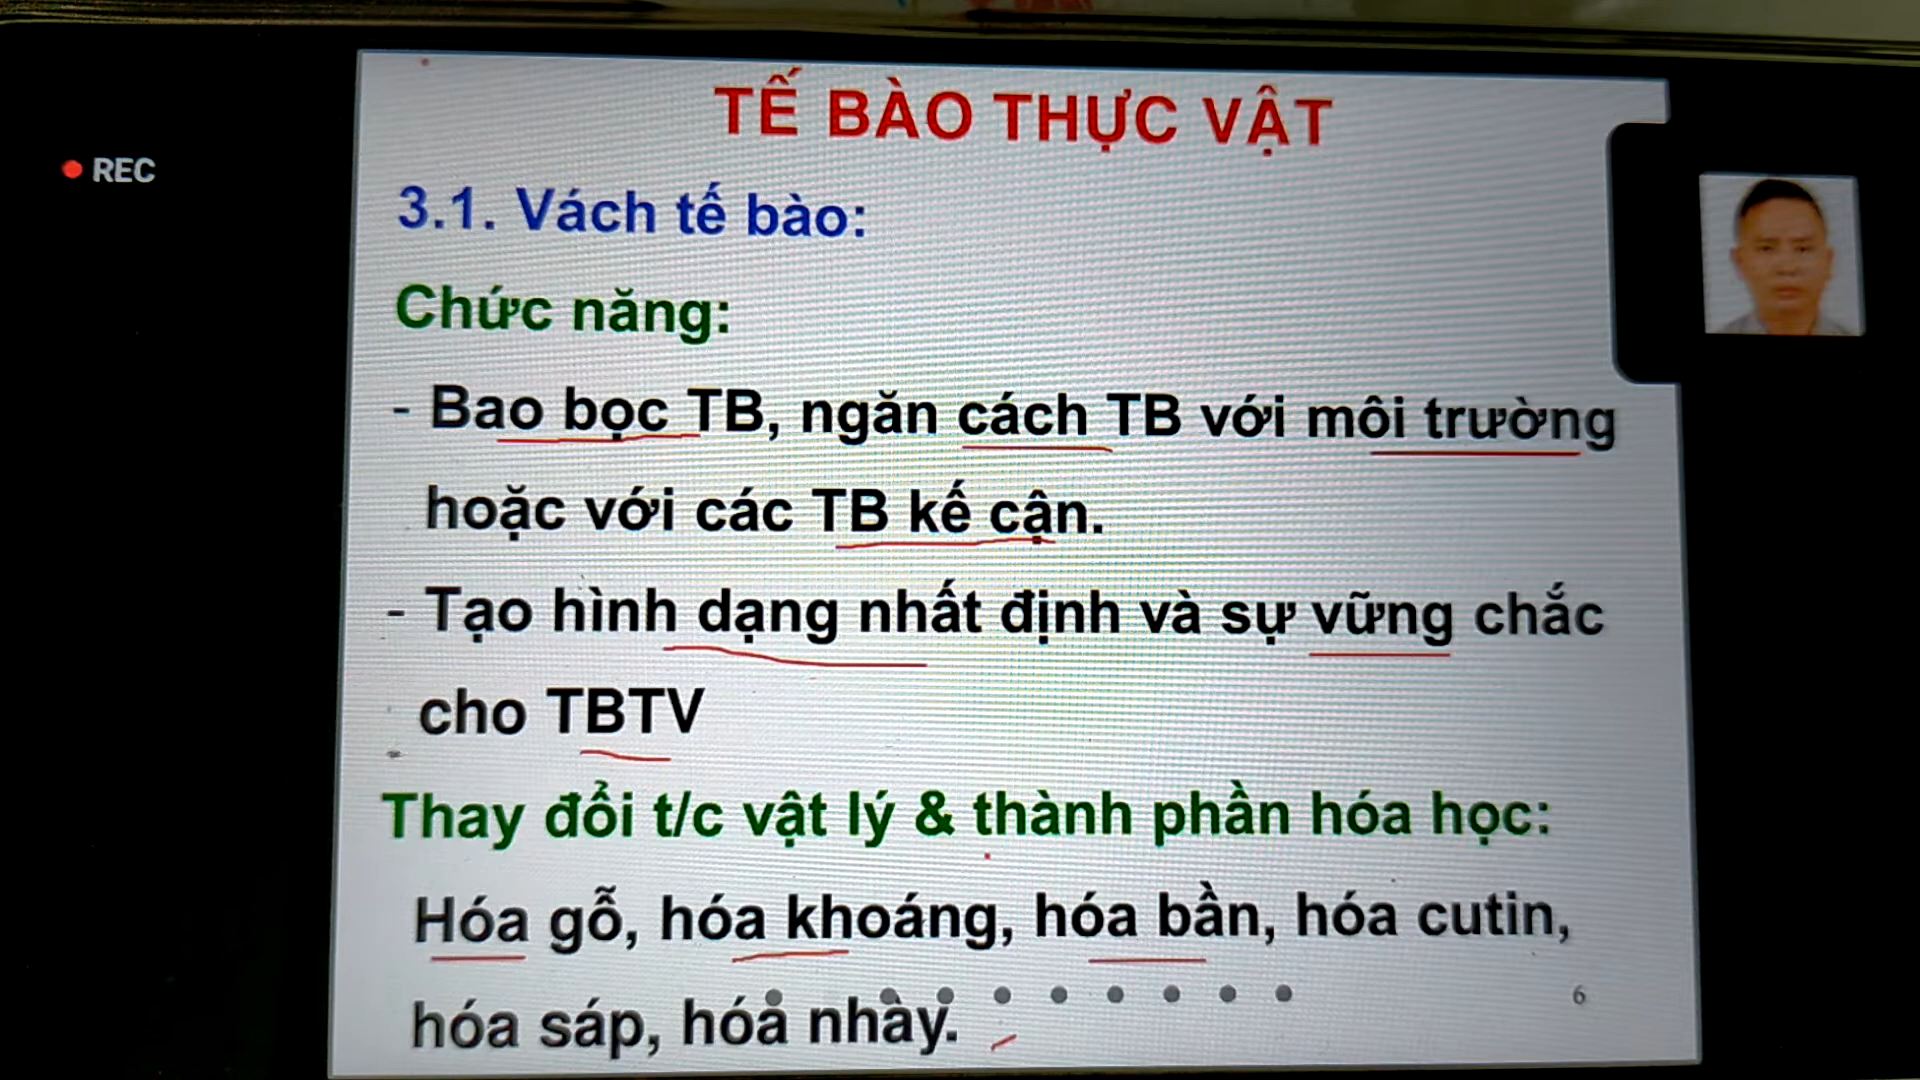 TẾ BÀO THỰC VẬT
REC
3.1. Vách tế bào:
Chức năng:
- Bao bọc TB, ngăn cách TB với môi trường
hoặc với các TB kế cận.
- Tạo hình dạng nhất định và sự vững chắc
cho TBTV
Thay đổi t/c vật lý & thành phần hóa học:
Hóa gỗ, hóa khoáng, hóa bần, hóa cutin,
hóa sáp, hóa nhày.
6